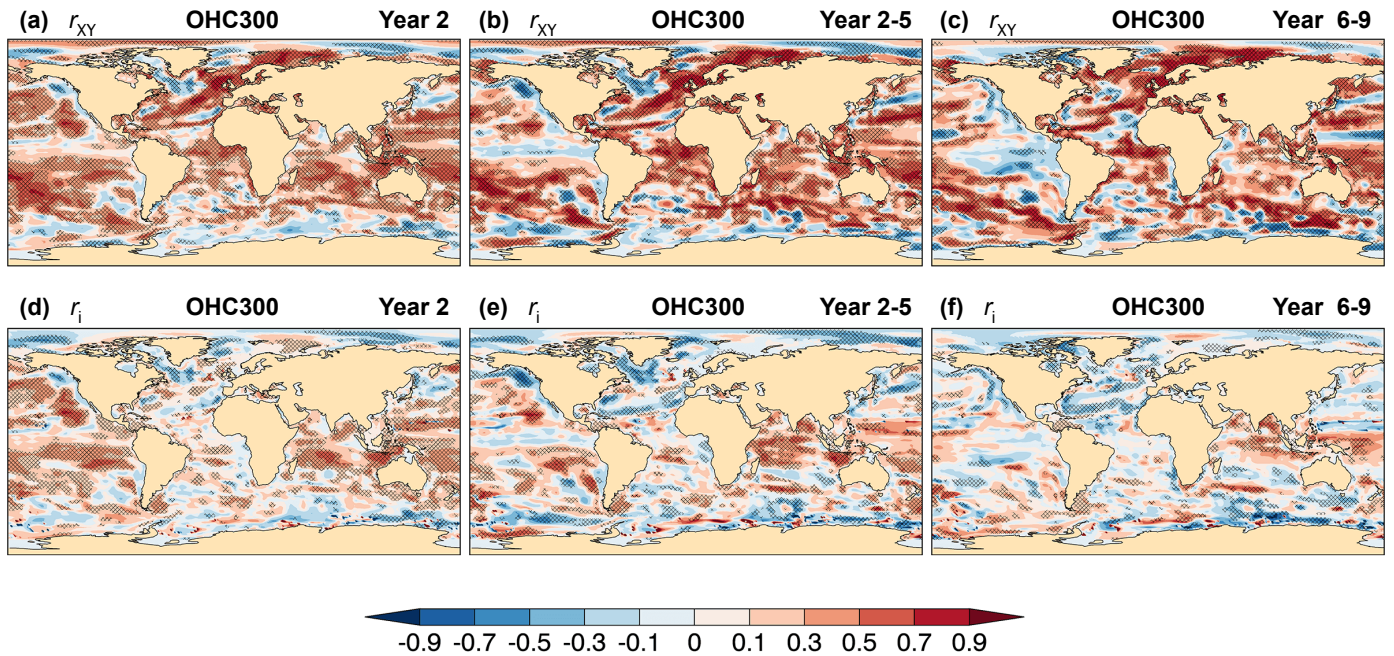 (a) rXY OHC300 Year 2
(b) rXY OHC300 Year 2-5
(c) rXY OHC300 Year 6-9
(d) ri OHC300 Year 2
(e) ri OHC300 Year 2-5
(f) ri OHC300 Year 6-9
-0.9 -0.7 -0.5 -0.3 -0.1 0 0.1 0.3 0.5 0.7 0.9